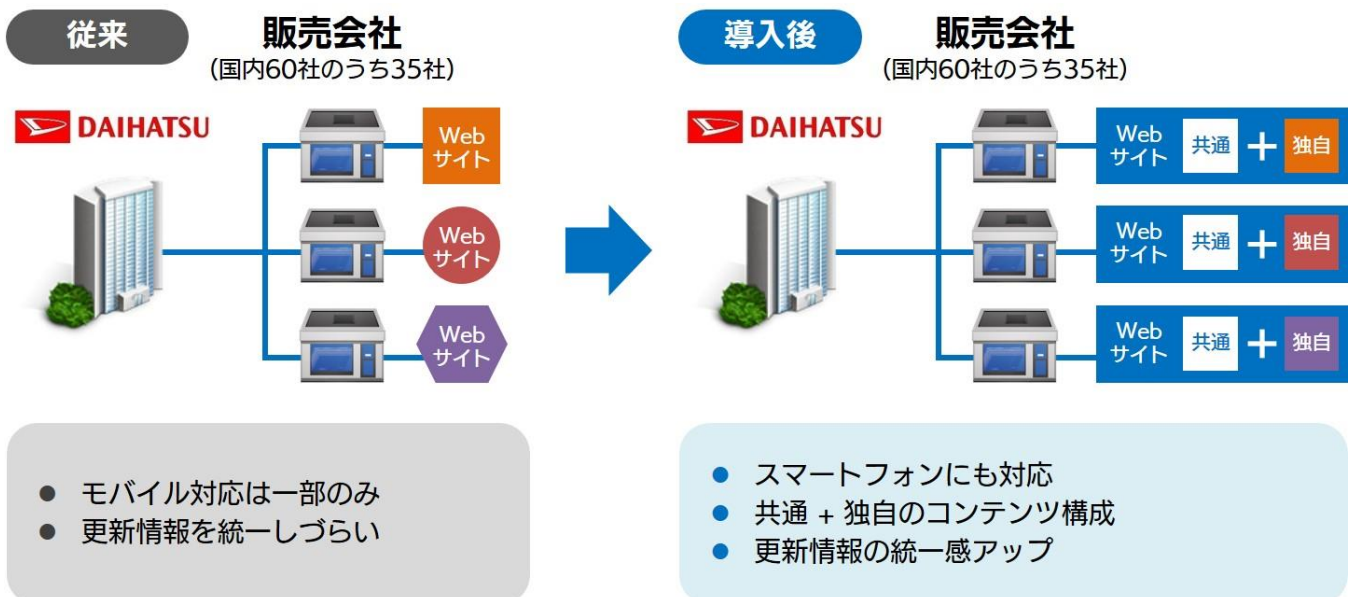 従来
販売会社
(国内60社のうち35社)
DAIHATSU
Web
サイト
Web
サイト
Web
サイト
モバイル対応は一部のみ
更新情報を統一しづらい
導入後
販売会社
(国内60社のうち35社)
DAIHATSU
Web
サイト 共通 + 独自
Web
サイト 共通 + 独自
Web
サイト 共通 + 独自
スマートフォンにも対応
共通 + 独自のコンテンツ構成
更新情報の統一感アップ